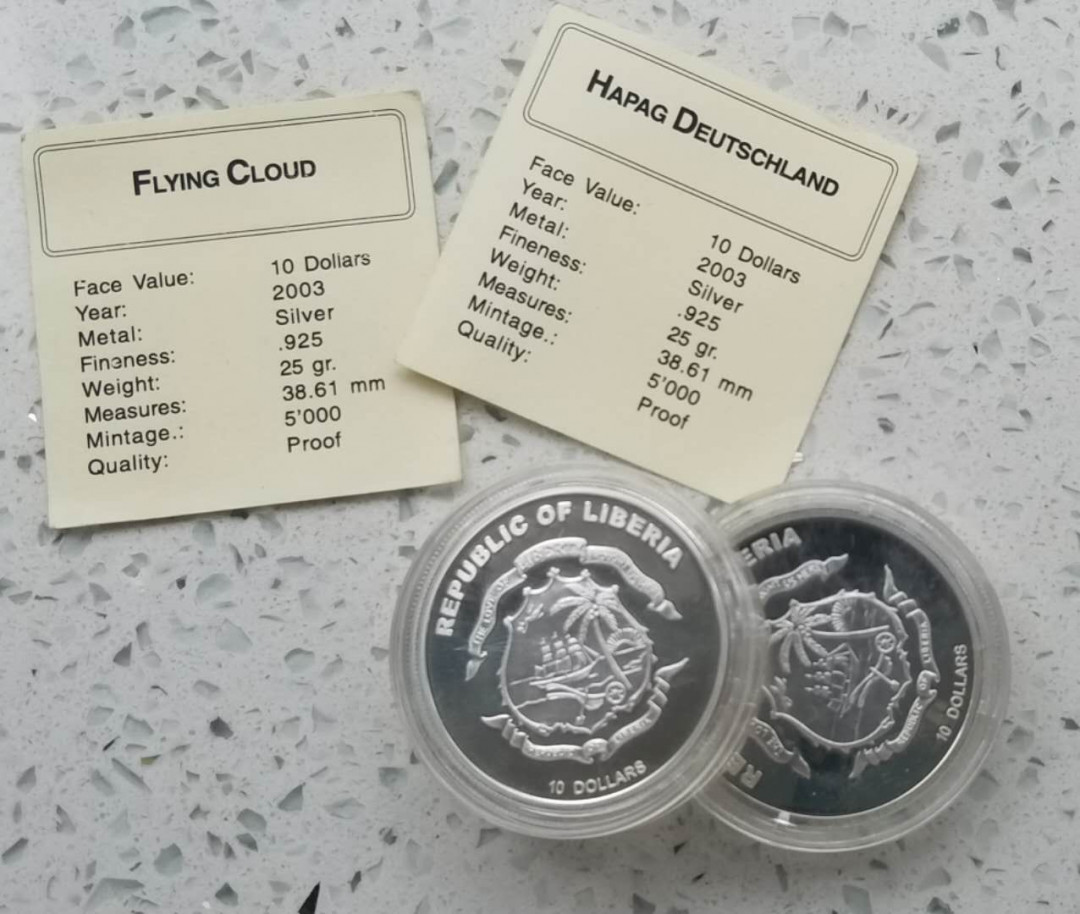 FLYING CLOUD
Face Value: 10 Dollars
Year: 2003
Metal: Silver
Fineness: .925
Weight: 25 gr.
Measures: 38.61 mm
Mintage.: 5'000
Quality: Proof
HAPAG DEUTSCHLAND
Face Value: 10 Dollars
Year: 2003
Metal: Silver
Fineness: .925
Weight: 25 gr.
Measures: 38.61 mm
Mintage.: 5'000
Quality: Proof
REPUBLIC OF LIBERIA
10 DOLLARS
ERIA
RE
10 DOLLARS